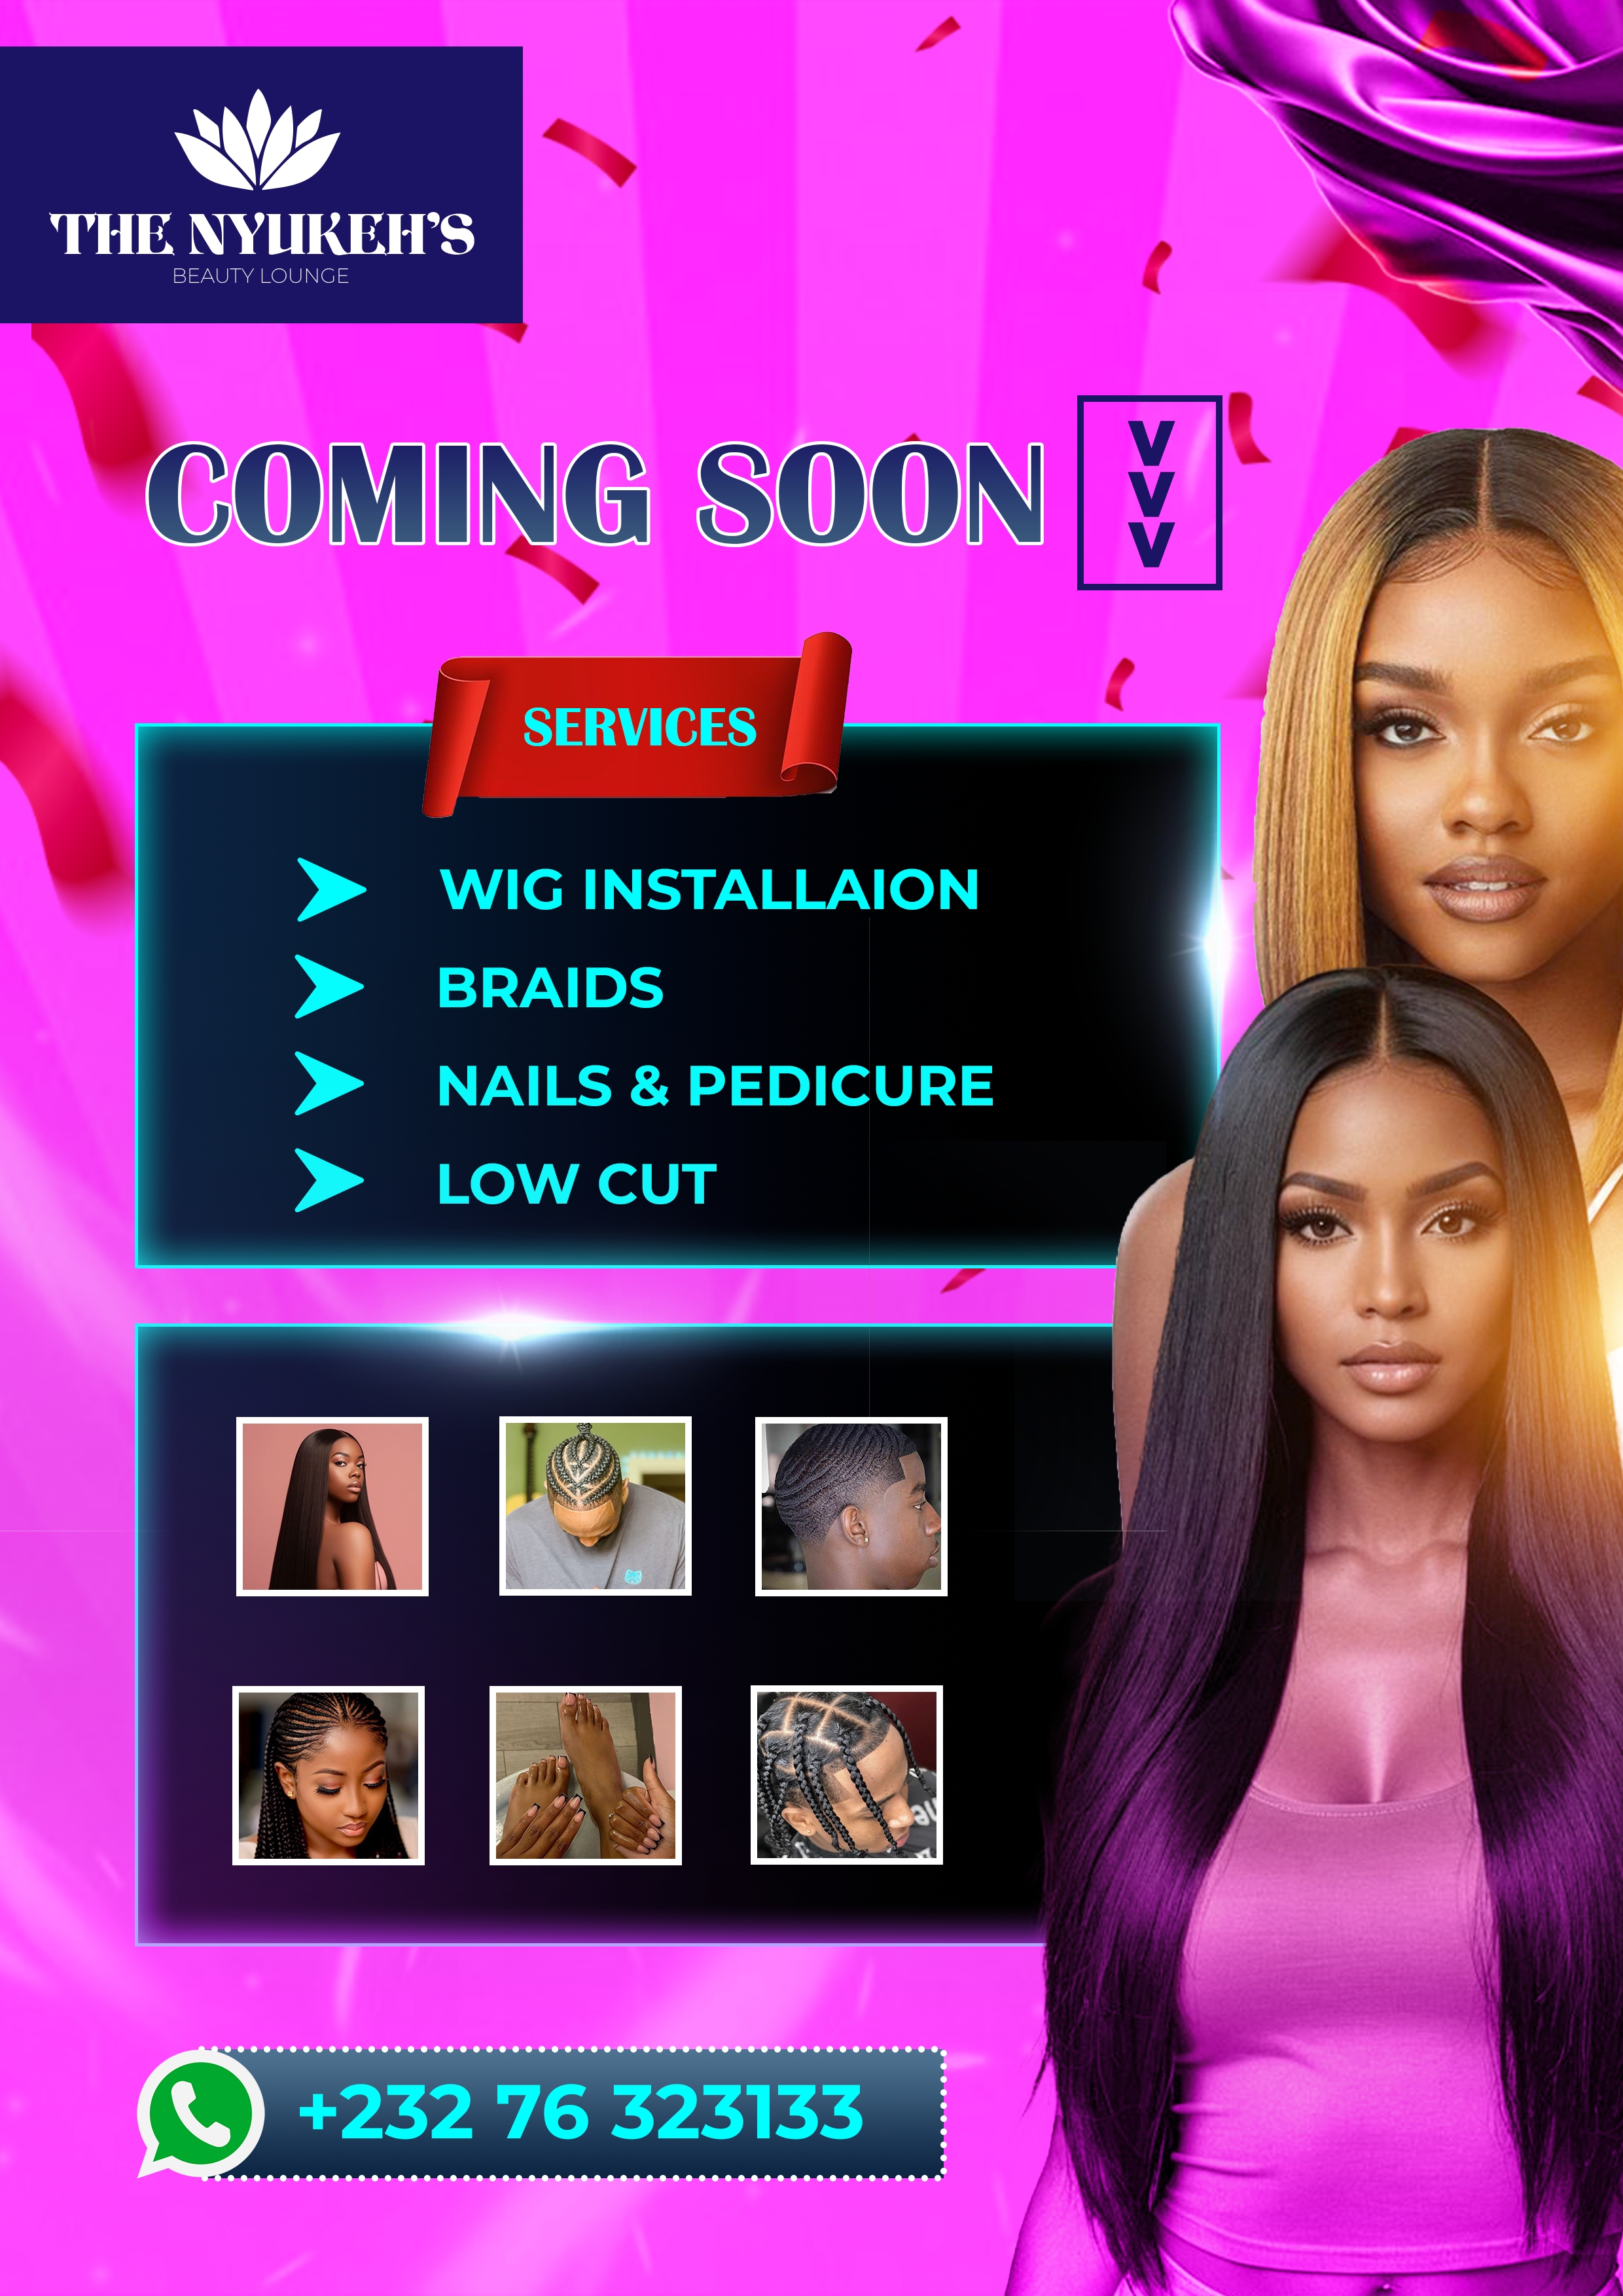 THE NYUKEH'S
BEAUTY LOUNGE
COMING SOON
V
V
V
SERVICES
WIG INSTALLAION
BRAIDS
NAILS & PEDICURE
LOW CUT
+232 76 323133